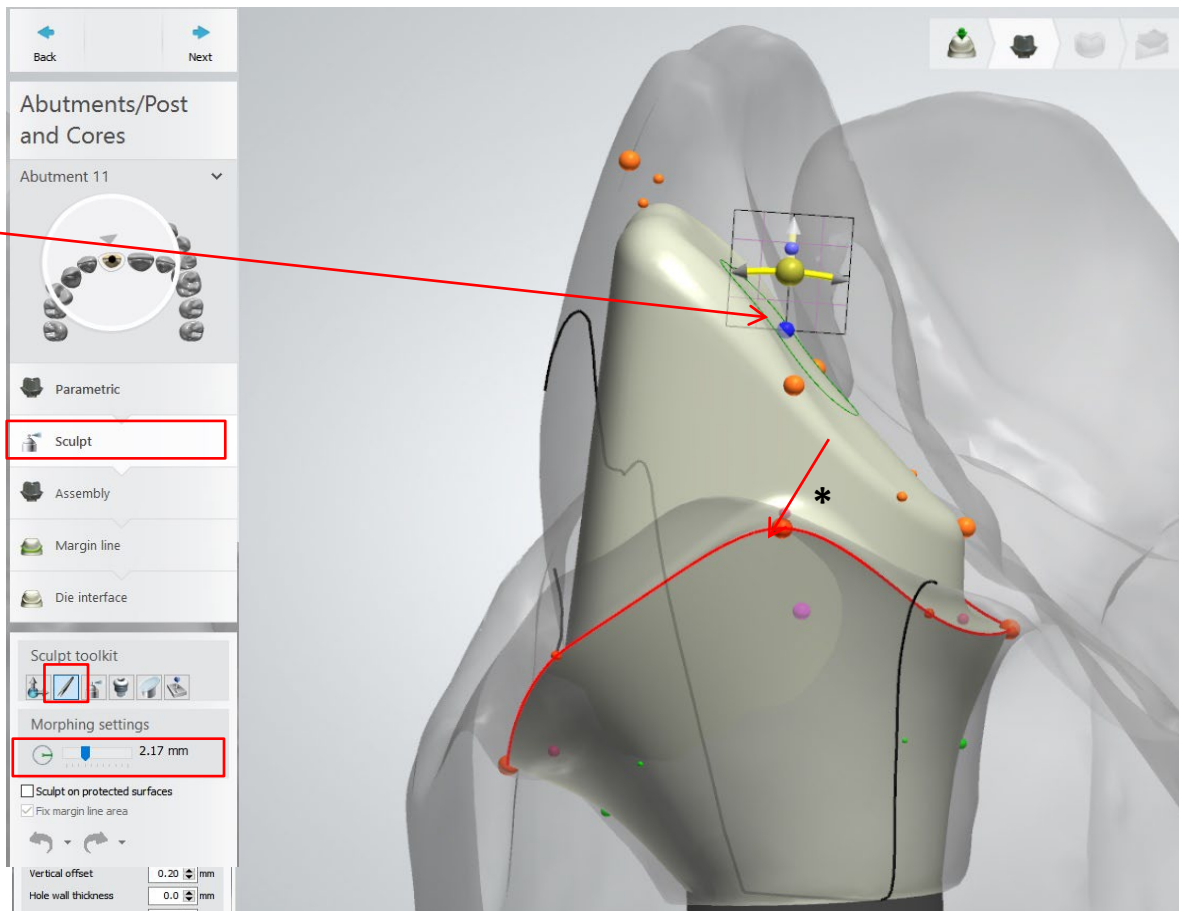 Back
Next
Abutments/Post
and Cores
Abutment 11
Parametric
Sculpt
Assembly
Margin line
Die interface
Sculpt toolkit
Morphing settings
2.17 mm
Sculpt on protected surfaces
Fix margin line area
Vertical offset 0.20 mm
Hole wall thickness 0.0 mm
*